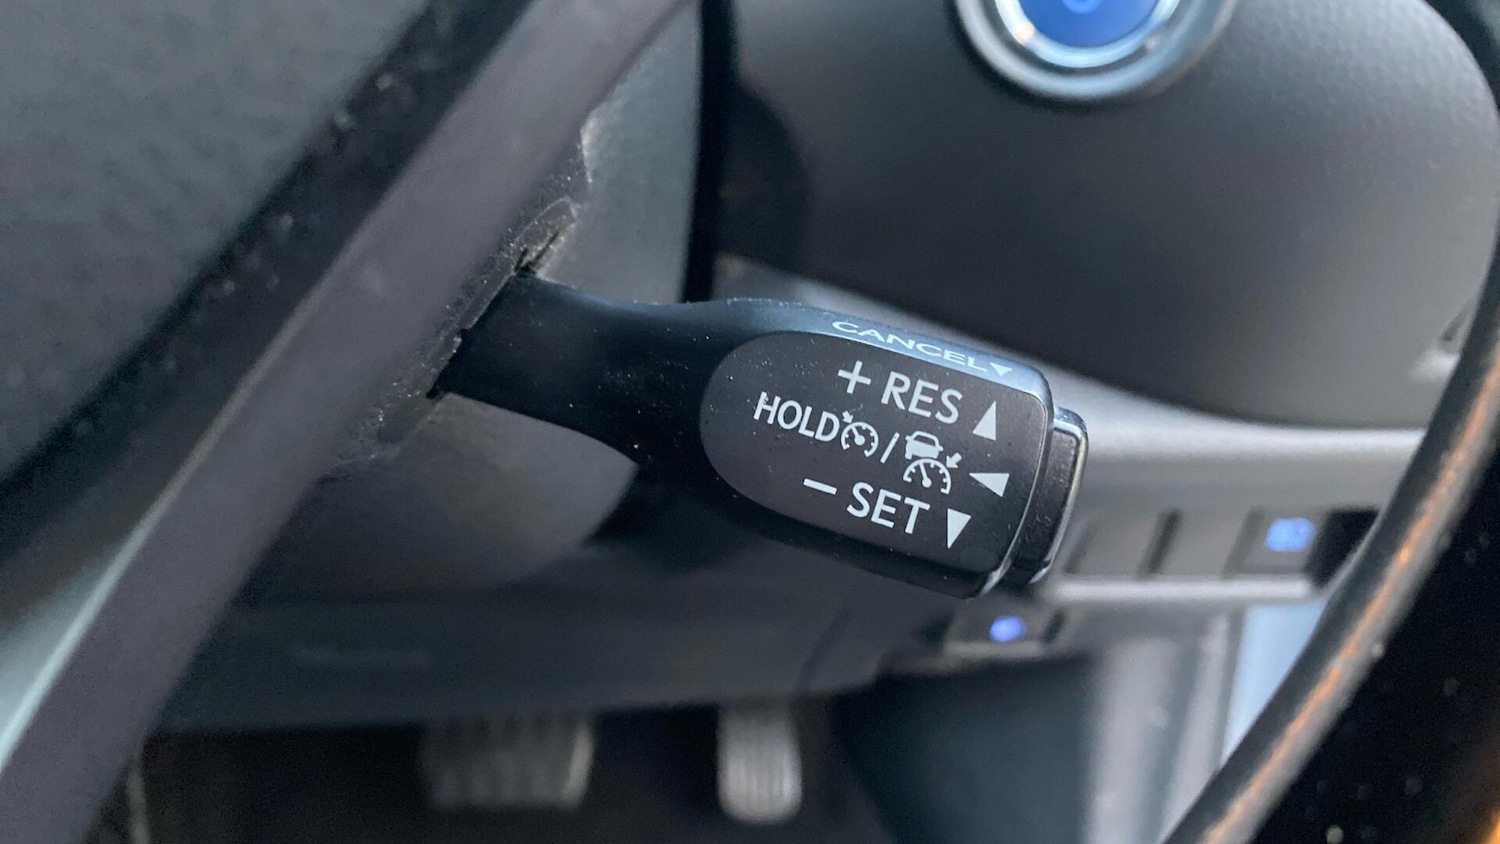 CANCEL
+ RES
HOLD /
− SET